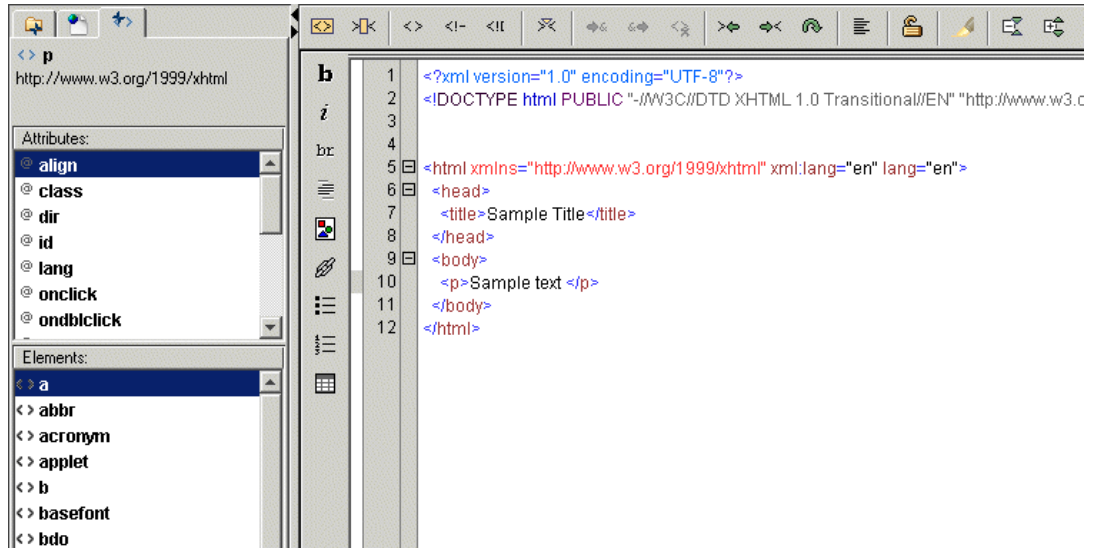 <> p
http://www.w3.org/1999/xhtml
Attributes:
@ align
@ class
@ dir
@ id
@ lang
@ onclick
@ ondblclick
Elements:
<> a
<> abbr
<> acronym
<> applet
<> b
<> basefont
<> bdo
b
i
br
1 <?xml version="1.0" encoding="UTF-8"?>
2 <!DOCTYPE html PUBLIC "-//W3C//DTD XHTML 1.0 Transitional//EN" "http://www.w3.o
3
4
5 <html xmlns="http://www.w3.org/1999/xhtml" xml:lang="en" lang="en">
6 <head>
7 <title>Sample Title</title>
8 </head>
9 <body>
10 <p>Sample text </p>
11 </body>
12 </html>